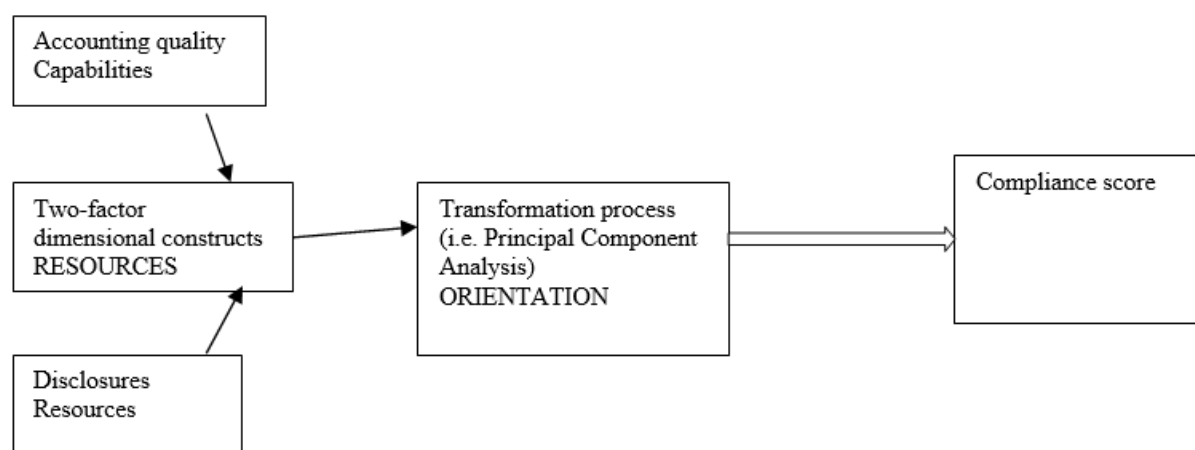 Accounting quality
Capabilities
Two-factor
dimensional constructs
RESOURCES
Disclosures
Resources
Transformation process
(i.e. Principal Component
Analysis)
ORIENTATION
Compliance score